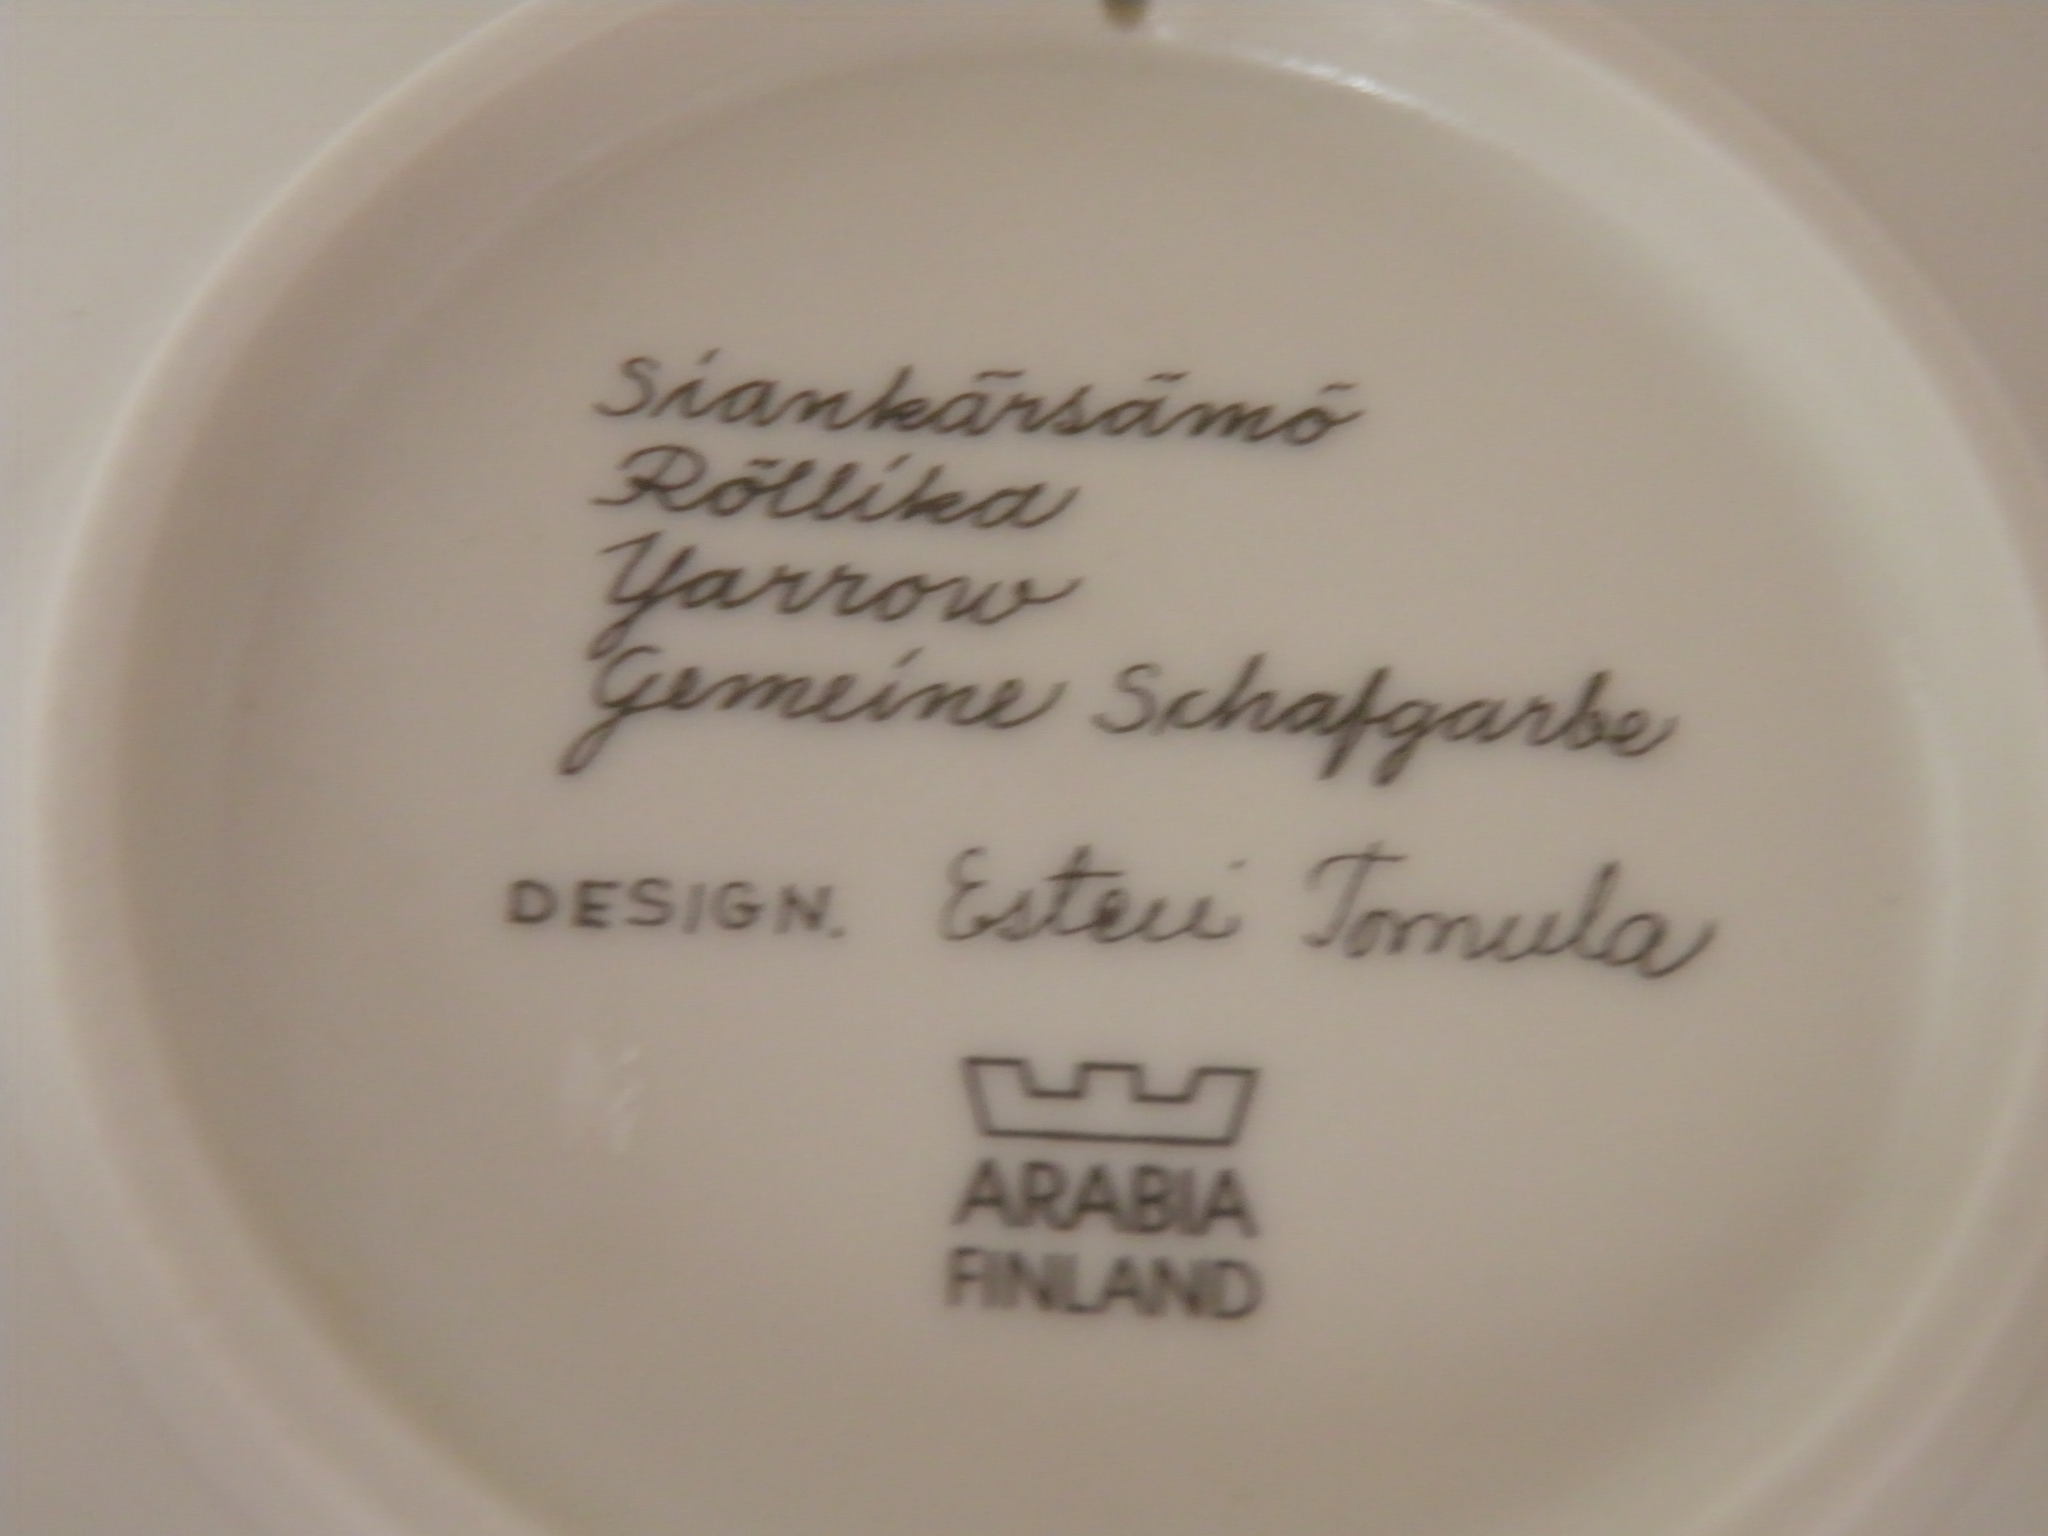 Siankärsämö
Röllika
Yarrow
Gemeine Schafgarbe
DESIGN. Esteri Tomula
ARABIA
FINLAND